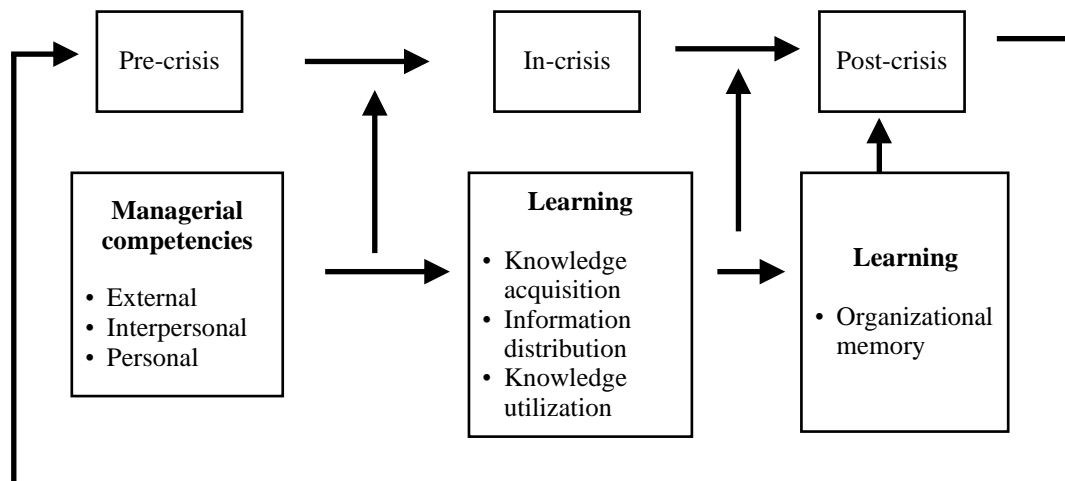 Pre-crisis
In-crisis
Post-crisis
Managerial
competencies
• External
• Interpersonal
• Personal
Learning
• Knowledge
acquisition
• Information
distribution
• Knowledge
utilization
Learning
• Organizational
memory